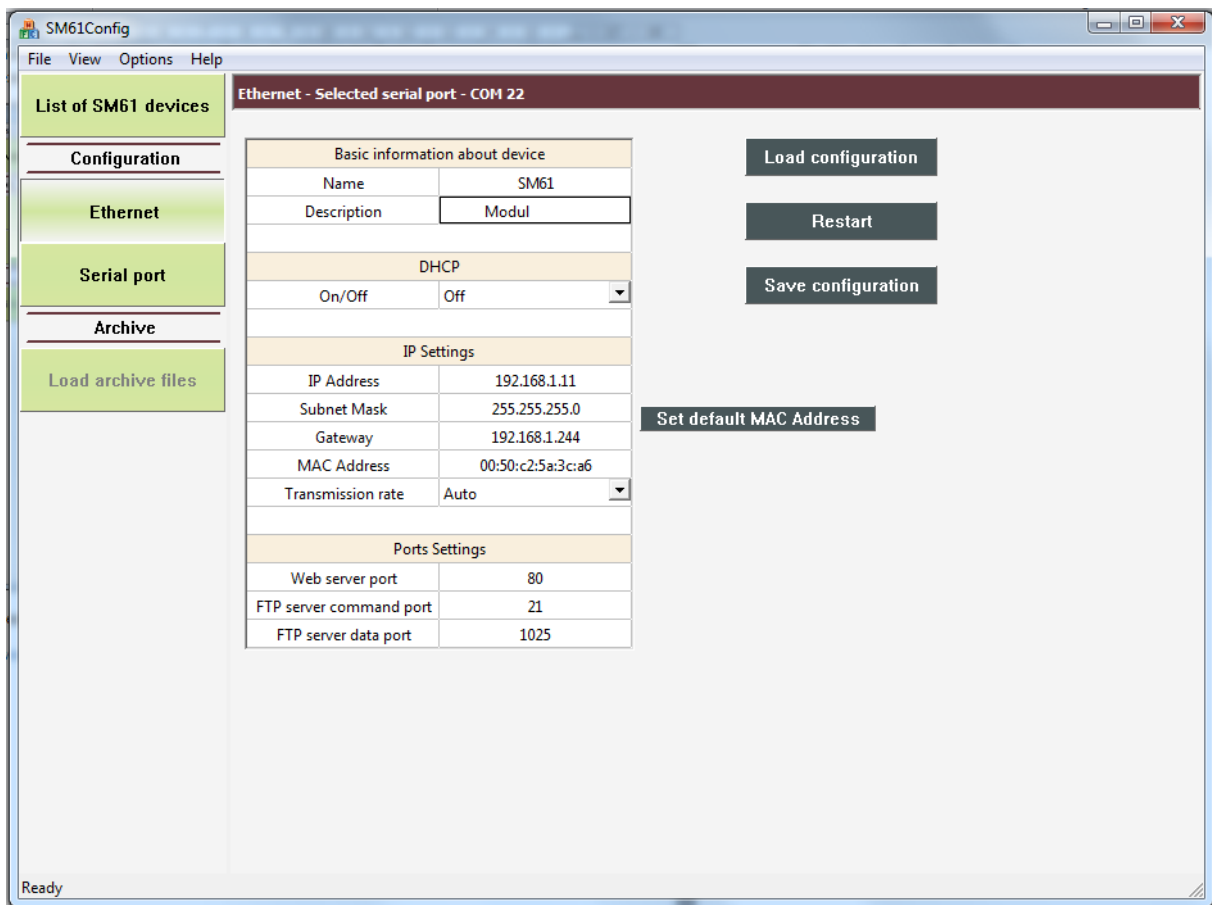 SM61Config
File View Options Help
List of SM61 devices
Configuration
Ethernet
Serial port
Archive
Load archive files
Ethernet - Selected serial port - COM 22
Basic information about device
Name SM61
Description Modul
DHCP
On/Off Off
IP Settings
IP Address 192.168.1.11
Subnet Mask 255.255.255.0
Gateway 192.168.1.244
MAC Address 00:50:c2:5a:3c:a6
Transmission rate Auto
Ports Settings
Web server port 80
FTP server command port 21
FTP server data port 1025
Load configuration
Restart
Save configuration
Set default MAC Address
Ready